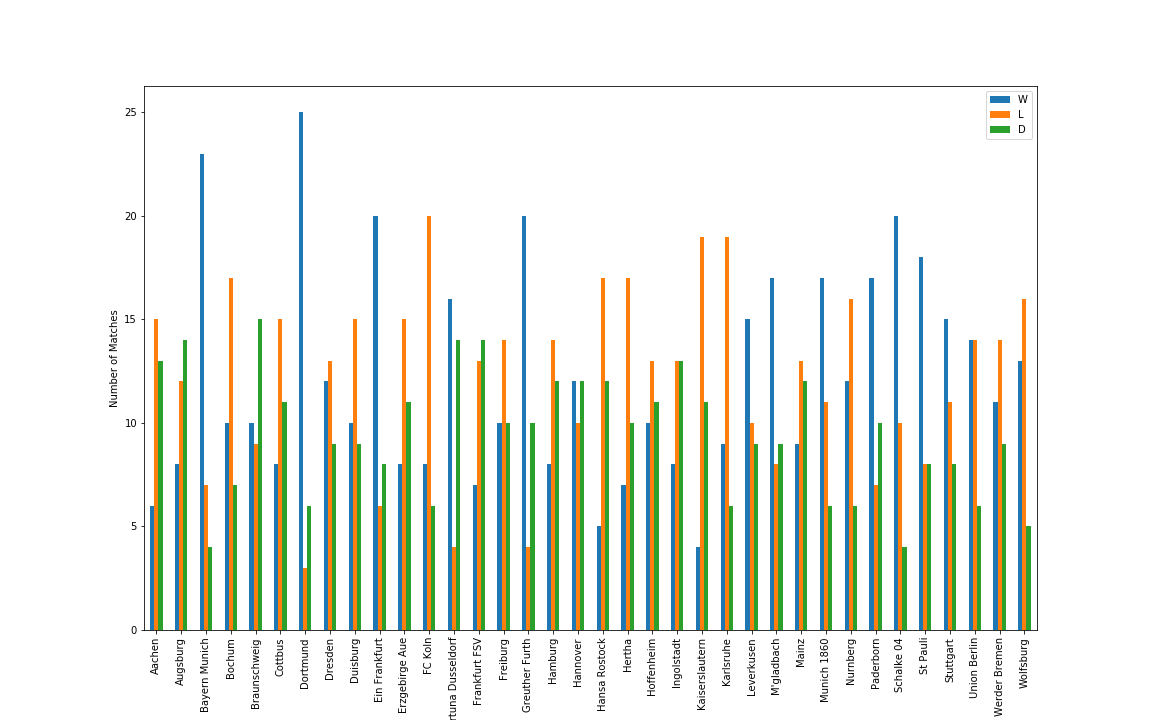 W
L
D
Number of Matches
25
20
15
10
5
0
Aachen
Augsburg
Bayern Munich
Bochum
Braunschweig
Cottbus
Dortmund
Dresden
Duisburg
Ein Frankfurt
Erzgebirge Aue
FC Koln
rtuna Dusseldorf
Frankfurt FSV
Freiburg
Greuther Furth
Hamburg
Hannover
Hansa Rostock
Hertha
Hoffenheim
Ingolstadt
Kaiserslautern
Karlsruhe
Leverkusen
M'gladbach
Mainz
Munich 1860
Nurnberg
Paderborn
Schalke 04
St Pauli
Stuttgart
Union Berlin
Werder Bremen
Wolfsburg